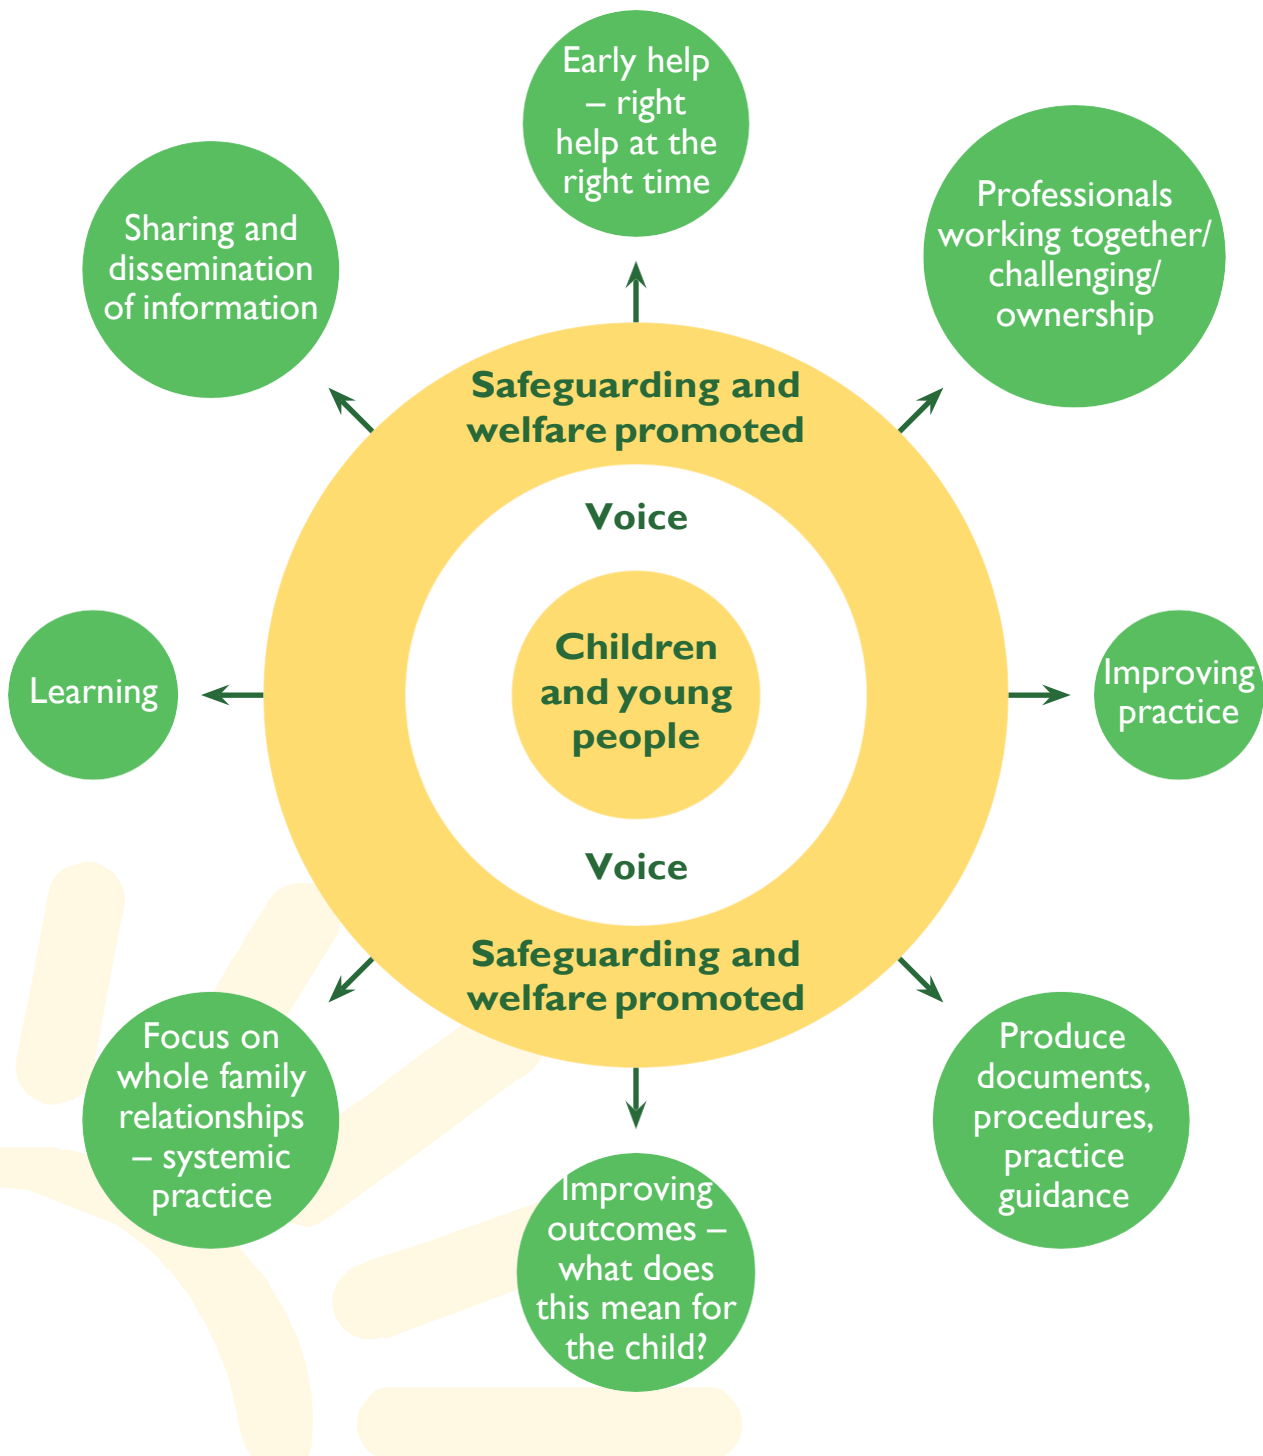 Early help
– right
help at the
right time
Professionals
working together/
challenging/
ownership
Sharing and
dissemination
of information
Safeguarding and
welfare promoted
Voice
Children
and young
people
Learning
Improving
practice
Voice
Safeguarding and
welfare promoted
Focus on
whole family
relationships
– systemic
practice
Produce
documents,
procedures,
practice
guidance
Improving
outcomes –
what does
this mean for
the child?